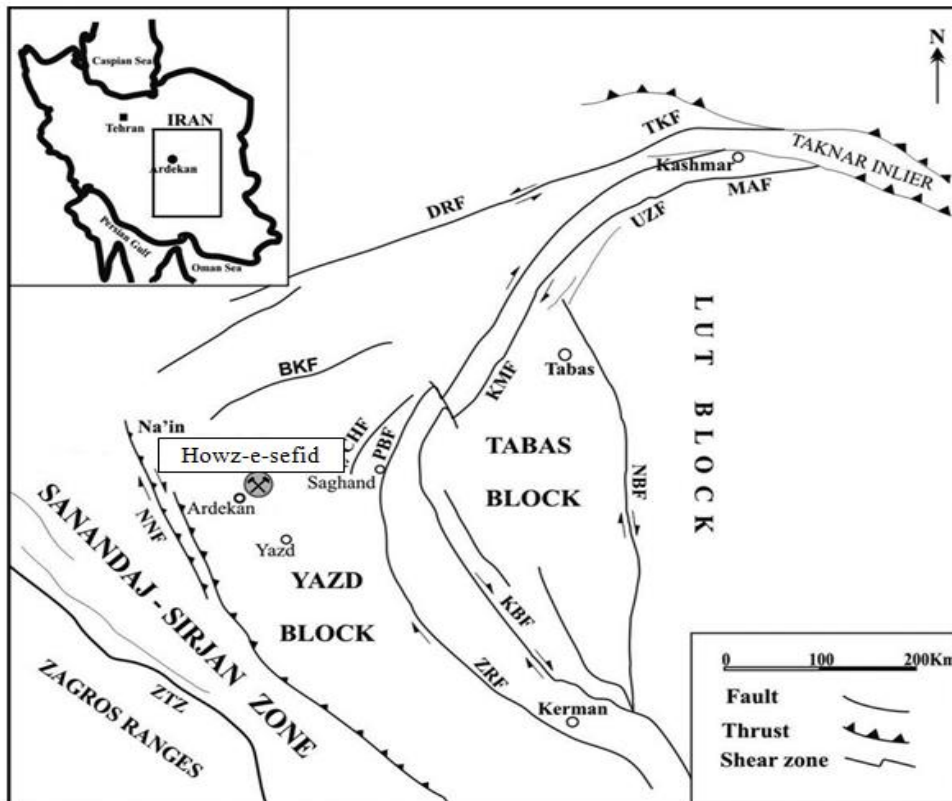 Caspian Sea
Tehran
IRAN
Ardekan
Persian Gulf
Oman Sea
N
TKF
TAKNAR INLIER
Kashmar
MAF
DRF
UZF
LUT BLOCK
BKF
Tabas
KMF
Na'in
CHF
PBF
Howz-e-sefid
Saghand
TABAS
BLOCK
NBF
Ardekan
NNF
Yazd
YAZD
BLOCK
SANANDAJ - SIRJAN ZONE
KBF
ZRF
ZTZ
ZAGROS RANGES
Kerman
0 100 200Km
Fault
Thrust
Shear zone